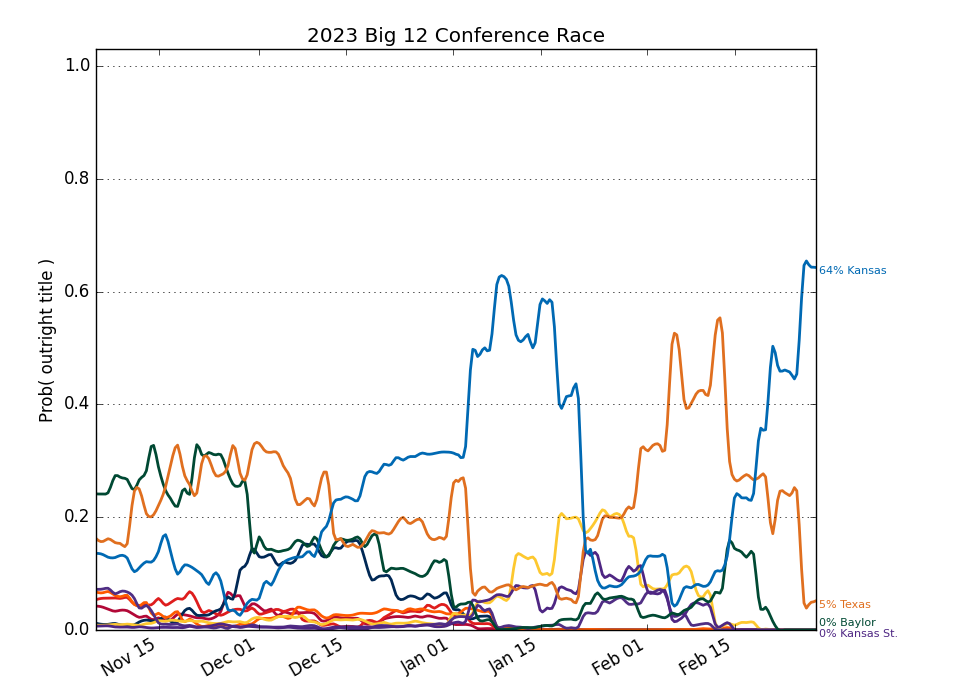 2023 Big 12 Conference Race
1.0
0.8
0.6
0.4
0.2
0.0
Prob( outright title )
64% Kansas
5% Texas
0% Baylor
0% Kansas St.
Nov 15
Dec 01
Dec 15
Jan 01
Jan 15
Feb 01
Feb 15